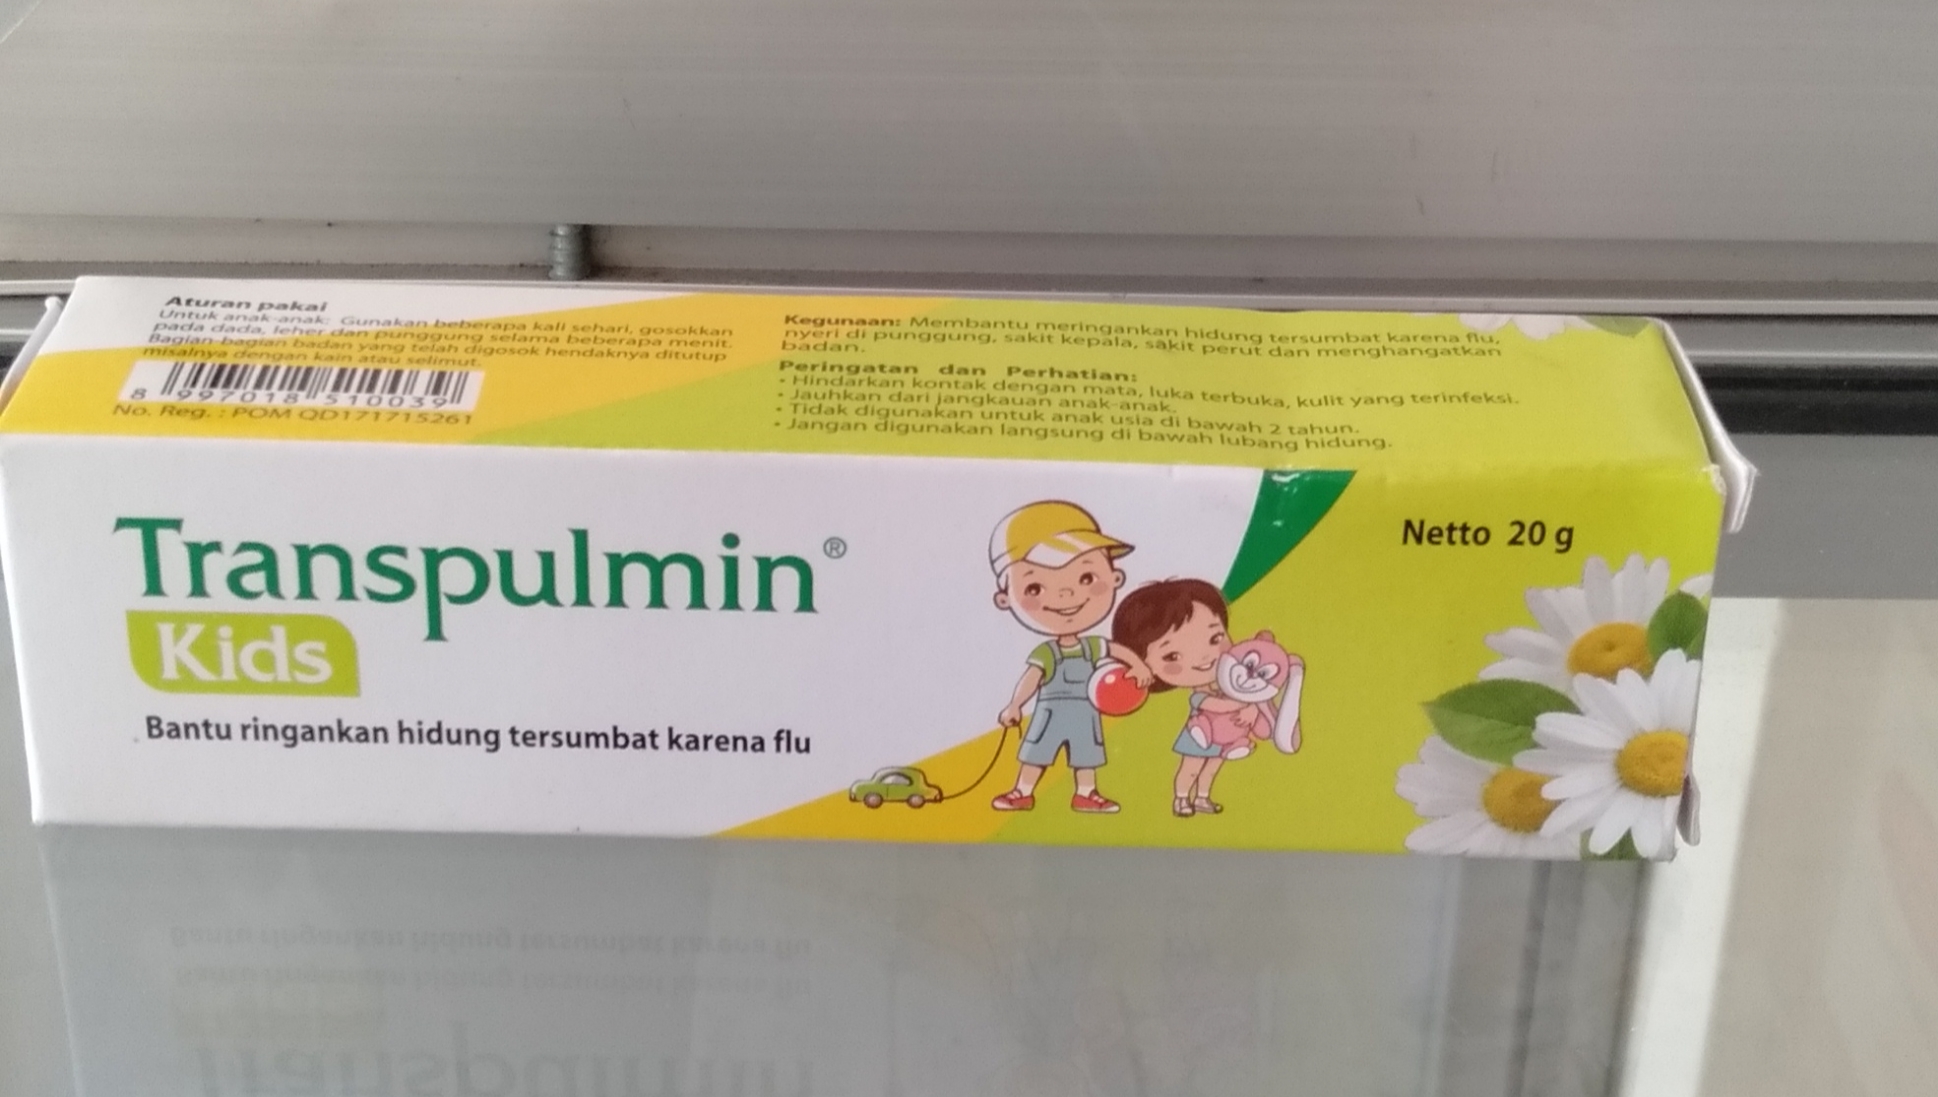 Aturan pakai
Untuk anak-anak: Gunakan beberapa kali sehari, gosokkan
pada dada, leher dan punggung selama beberapa menit.
Bagian-bagian badan yang telah digosok hendaknya ditutup
misalnya dengan kain atau selimut.
8 997018 510039
No. Reg. : POM QD171715261
Kegunaan: Membantu meringankan hidung tersumbat karena flu,
nyeri di punggung, sakit kepala, sakit perut dan menghangatkan
badan.
Peringatan dan Perhatian:
• Hindarkan kontak dengan mata, luka terbuka, kulit yang terinfeksi.
• Jauhkan dari jangkauan anak-anak.
• Tidak digunakan untuk anak usia di bawah 2 tahun.
• Jangan digunakan langsung di bawah lubang hidung.
Transpulmin®
Kids
Bantu ringankan hidung tersumbat karena flu
Netto 20 g